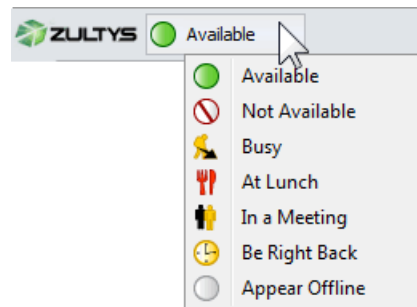 ZULTYS Available
Available
Not Available
Busy
At Lunch
In a Meeting
Be Right Back
Appear Offline